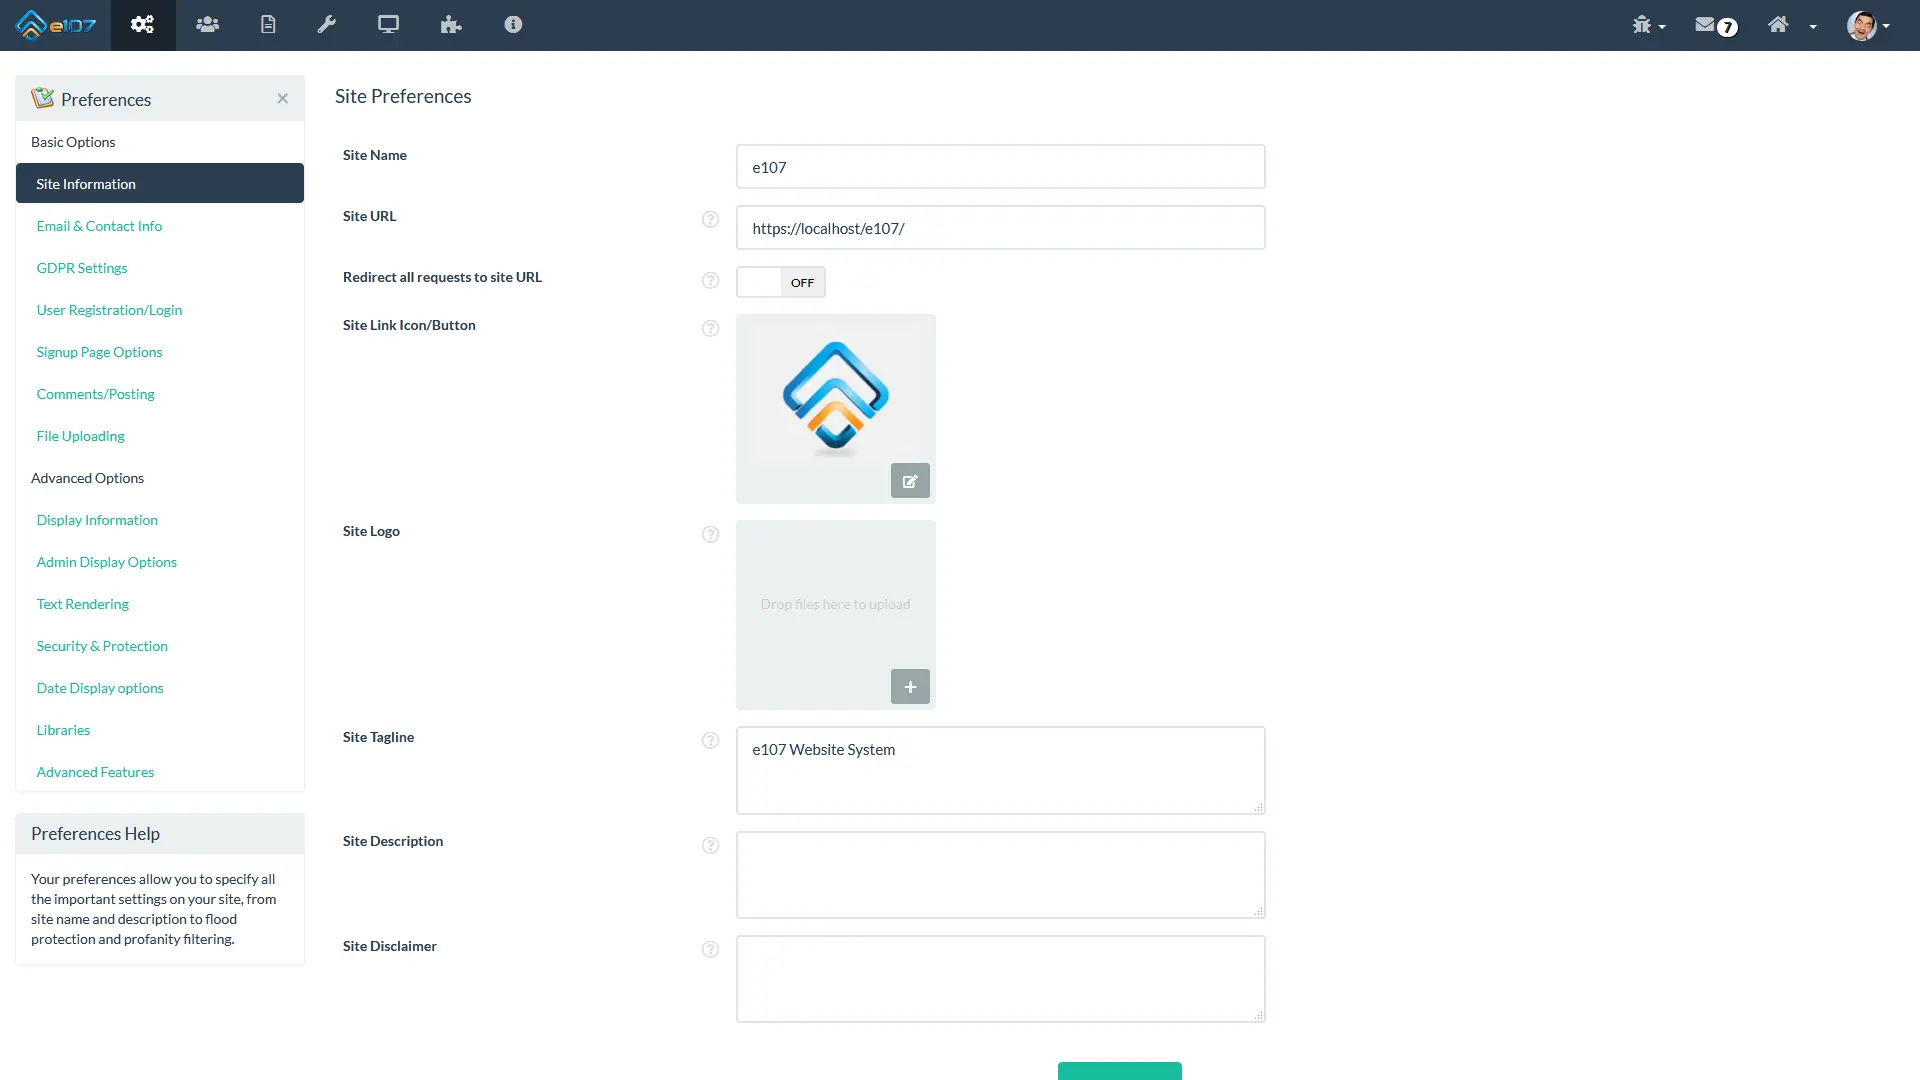 e107
7
Preferences
×
Basic Options
Site Information
Email & Contact Info
GDPR Settings
User Registration/Login
Signup Page Options
Comments/Posting
File Uploading
Advanced Options
Display Information
Admin Display Options
Text Rendering
Security & Protection
Date Display options
Libraries
Advanced Features
Preferences Help
Your preferences allow you to specify all
the important settings on your site, from
site name and description to flood
protection and profanity filtering.
Site Preferences
Site Name
e107
Site URL
https://localhost/e107/
Redirect all requests to site URL
OFF
Site Link Icon/Button
Site Logo
Drop files here to upload
Site Tagline
e107 Website System
Site Description
Site Disclaimer